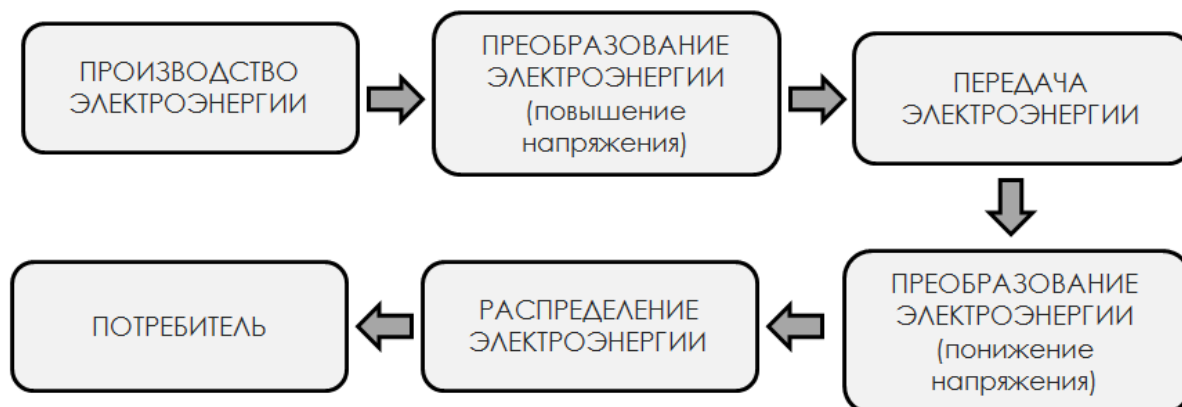 ПРОИЗВОДСТВО
ЭЛЕКТРОЭНЕРГИИ
ПРЕОБРАЗОВАНИЕ
ЭЛЕКТРОЭНЕРГИИ
(повышение
напряжения)
ПЕРЕДАЧА
ЭЛЕКТРОЭНЕРГИИ
ПРЕОБРАЗОВАНИЕ
ЭЛЕКТРОЭНЕРГИИ
(понижение
напряжения)
РАСПРЕДЕЛЕНИЕ
ЭЛЕКТРОЭНЕРГИИ
ПОТРЕБИТЕЛЬ